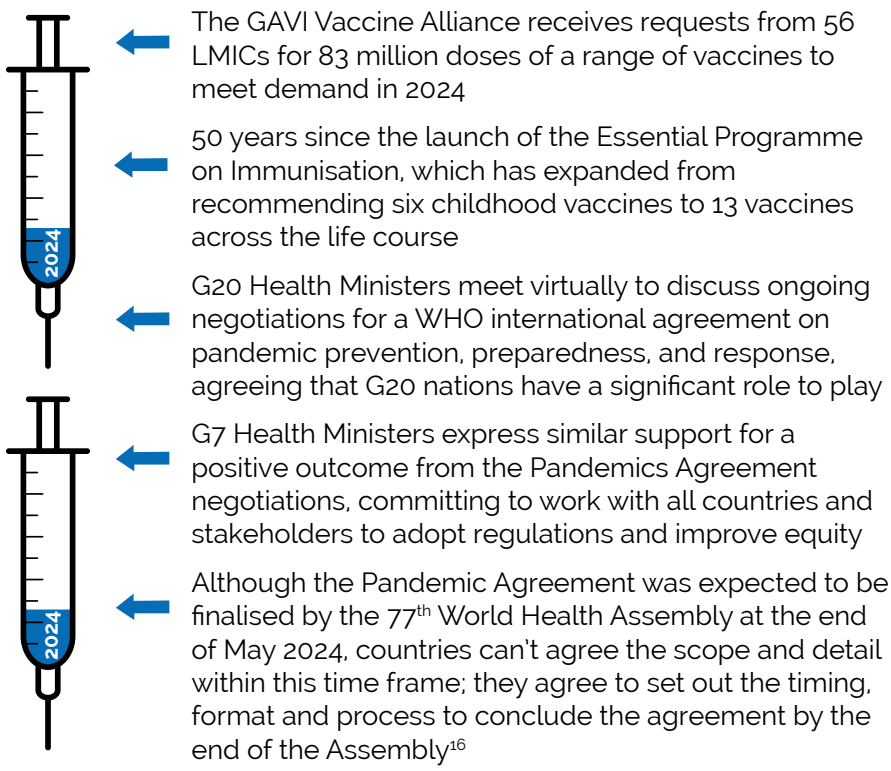 The GAVI Vaccine Alliance receives requests from 56
LMICs for 83 million doses of a range of vaccines to
meet demand in 2024
50 years since the launch of the Essential Programme
on Immunisation, which has expanded from
recommending six childhood vaccines to 13 vaccines
across the life course
2024
G20 Health Ministers meet virtually to discuss ongoing
negotiations for a WHO international agreement on
pandemic prevention, preparedness, and response,
agreeing that G20 nations have a significant role to play
G7 Health Ministers express similar support for a
positive outcome from the Pandemics Agreement
negotiations, committing to work with all countries and
stakeholders to adopt regulations and improve equity
Although the Pandemic Agreement was expected to be
finalised by the 77th World Health Assembly at the end
of May 2024, countries can't agree the scope and detail
within this time frame; they agree to set out the timing,
format and process to conclude the agreement by the
end of the Assembly16
2024